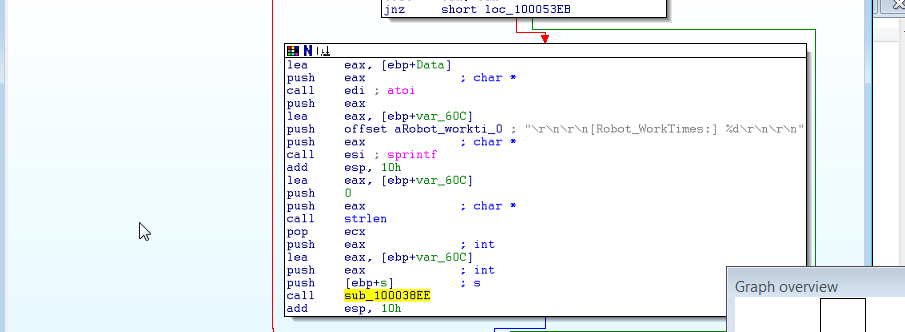 jnz     short loc_100053EB
lea     eax, [ebp+Data]
push    eax             ; char *
call    edi ; atoi
push    eax
lea     eax, [ebp+var_60C]
push    offset aRobot_workti_0 ; "\r\n\r\n[Robot_WorkTimes:] %d\r\n\r\n"
push    eax             ; char *
call    esi ; sprintf
add     esp, 10h
lea     eax, [ebp+var_60C]
push    0
push    eax             ; char *
call    strlen
pop     ecx
push    eax             ; int
lea     eax, [ebp+var_60C]
push    eax             ; int
push    [ebp+s]         ; s
call    sub_100038EE
add     esp, 10h
Graph overview